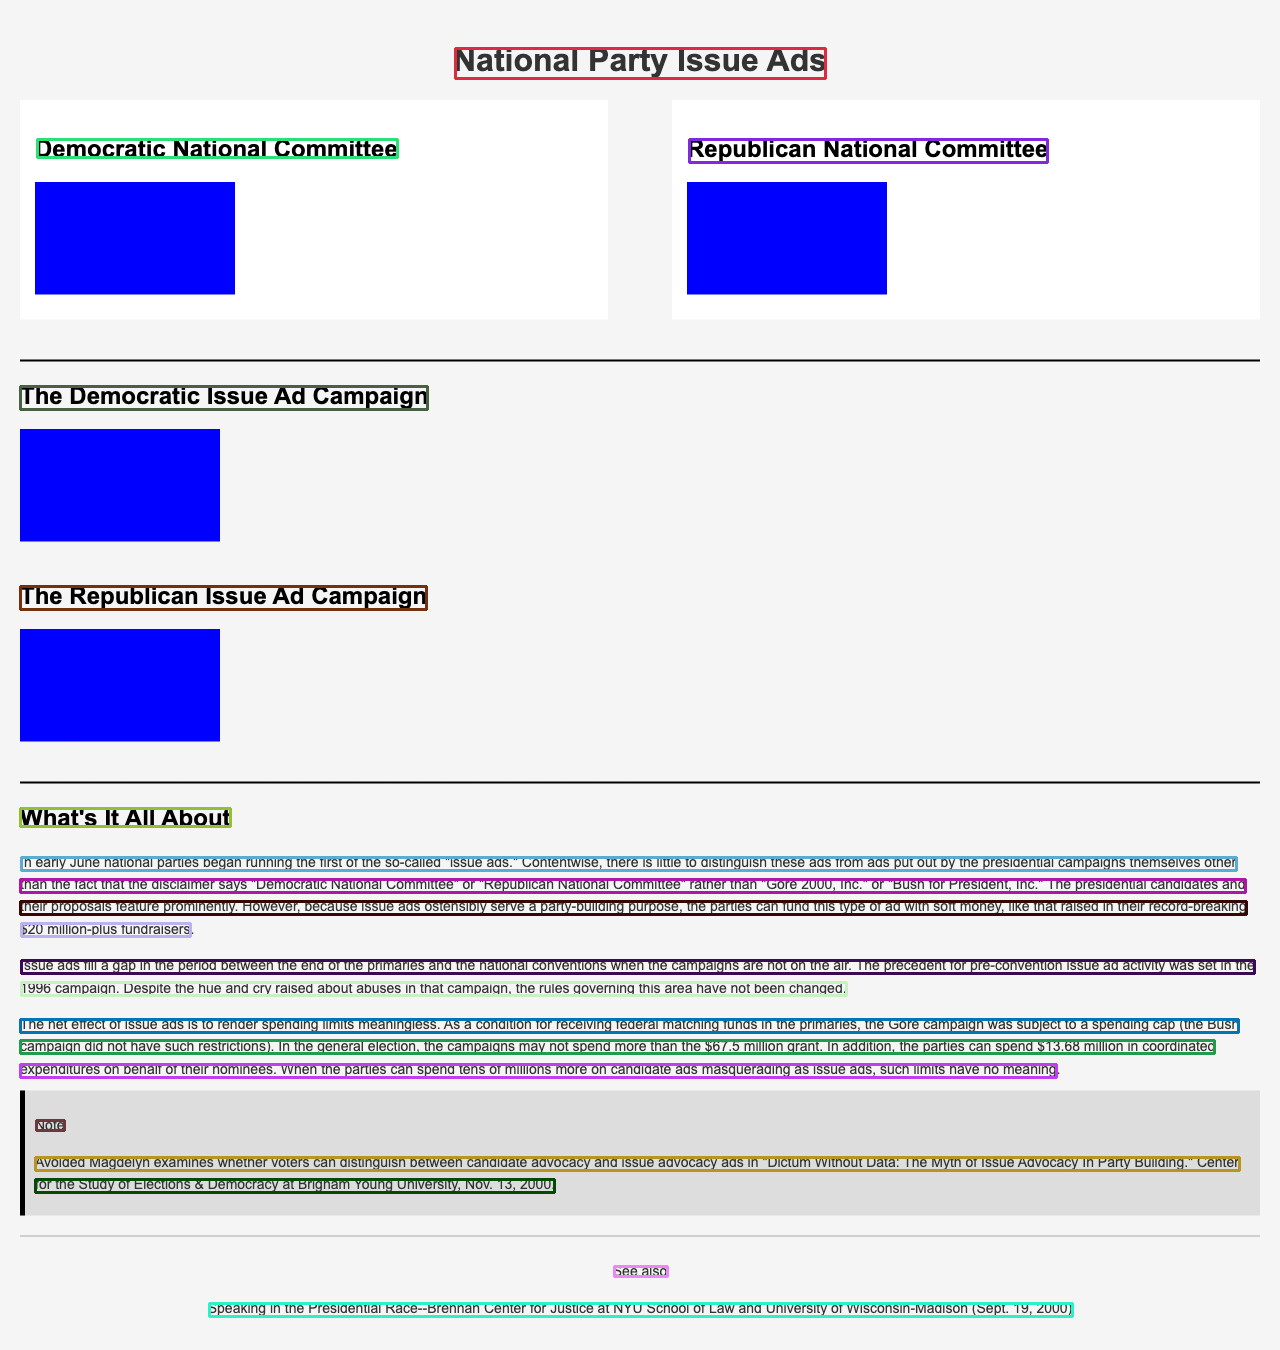 National Party Issue Ads
Democratic National Committee
Republican National Committee
The Democratic Issue Ad Campaign
The Republican Issue Ad Campaign
What's It All About
In early June national parties began running the first of the so-called "issue ads." Contentwise, there is little to distinguish these ads from ads put out by the presidential campaigns themselves other
than the fact that the disclaimer says "Democratic National Committee" or "Republican National Committee" rather than "Gore 2000, Inc." or "Bush for President, Inc." The presidential candidates and
their proposals feature prominently. However, because issue ads ostensibly serve a party-building purpose, the parties can fund this type of ad with soft money, like that raised in their record-breaking
$20 million-plus fundraisers.
Issue ads fill a gap in the period between the end of the primaries and the national conventions when the campaigns are not on the air. The precedent for pre-convention issue ad activity was set in the
1996 campaign. Despite the hue and cry raised about abuses in that campaign, the rules governing this area have not been changed.
The net effect of issue ads is to render spending limits meaningless. As a condition for receiving federal matching funds in the primaries, the Gore campaign was subject to a spending cap (the Bush
campaign did not have such restrictions). In the general election, the campaigns may not spend more than the $67.5 million grant. In addition, the parties can spend $13.68 million in coordinated
expenditures on behalf of their nominees. When the parties can spend tens of millions more on candidate ads masquerading as issue ads, such limits have no meaning.
Note
Avoided Magdelyn examines whether voters can distinguish between candidate advocacy and issue advocacy ads in "Dictum Without Data: The Myth of Issue Advocacy In Party Building." Center
for the Study of Elections & Democracy at Brigham Young University, Nov. 13, 2000.
See also
Speaking in the Presidential Race--Brennan Center for Justice at NYU School of Law and University of Wisconsin-Madison (Sept. 19, 2000)